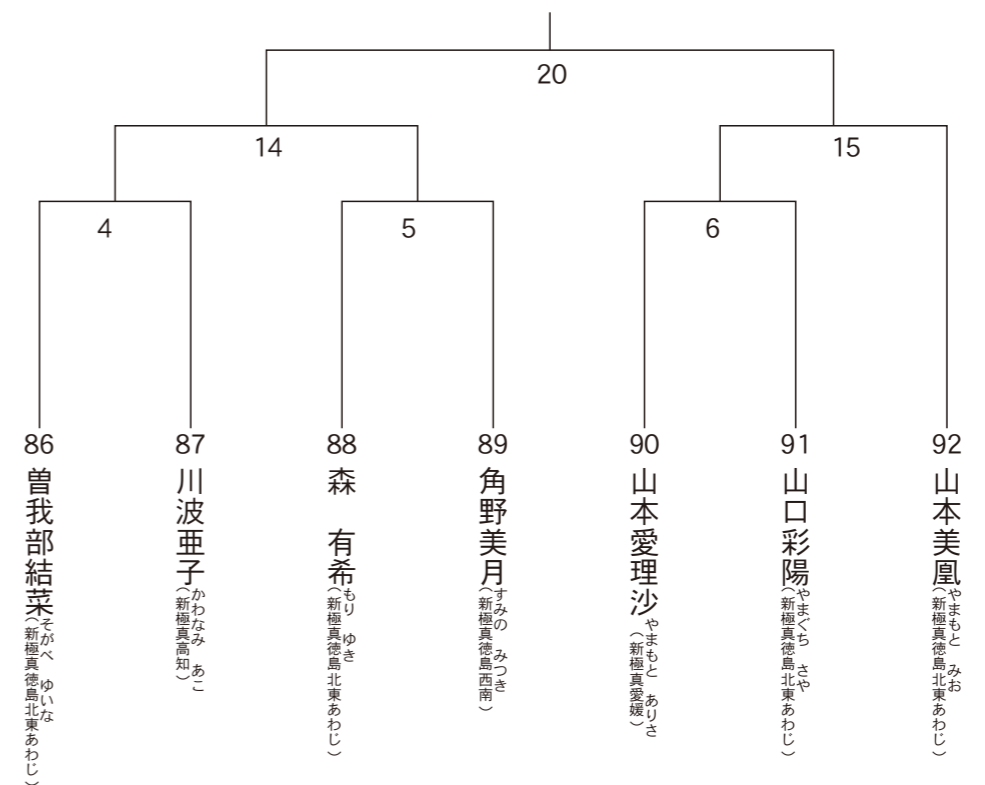 20
14
15
4
5
6
86
曽我部結菜
そがべ ゆいな
（新極真徳島北東あわじ）
87
川波亜子
かわなみ あこ
（新極真高知）
88
森 有希
もり ゆき
（新極真徳島北東あわじ）
89
角野美月
すみの みつき
（新極真徳島西南）
90
山本愛理沙
やまもと ありさ
（新極真愛媛）
91
山口彩陽
やまぐち さや
（新極真徳島北東あわじ）
92
山本美凰
やまもと みお
（新極真徳島北東あわじ）